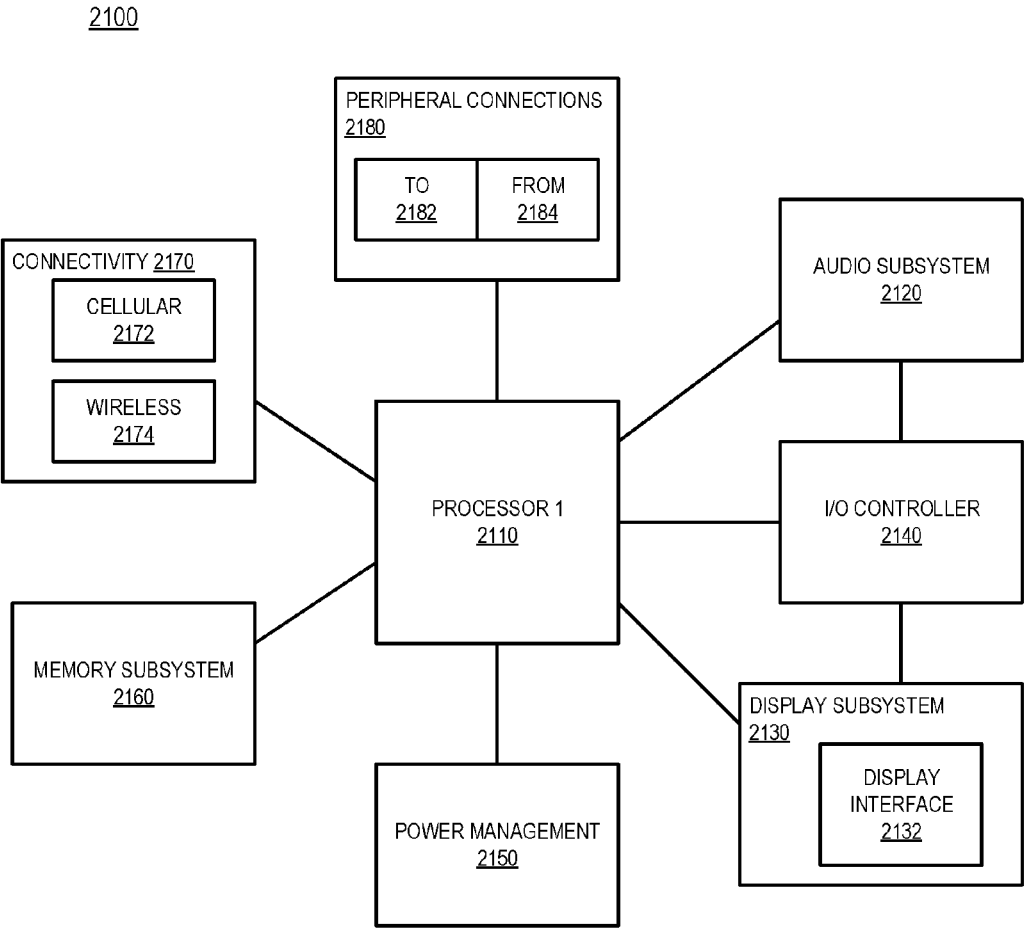 2100
PERIPHERAL CONNECTIONS
2180
TO
2182
FROM
2184
CONNECTIVITY 2170
CELLULAR
2172
WIRELESS
2174
AUDIO SUBSYSTEM
2120
PROCESSOR 1
2110
I/O CONTROLLER
2140
MEMORY SUBSYSTEM
2160
DISPLAY SUBSYSTEM
2130
DISPLAY
INTERFACE
2132
POWER MANAGEMENT
2150